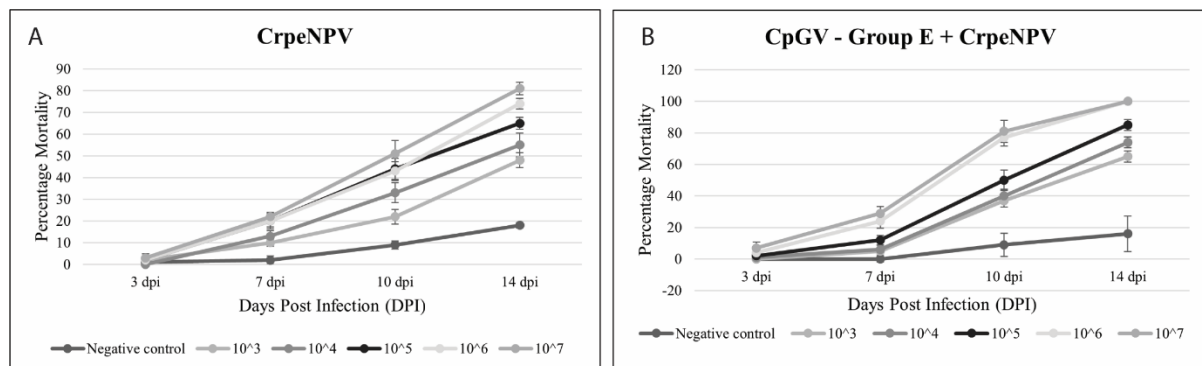 A
CrpeNPV
Percentage Mortality
90
80
70
60
50
40
30
20
10
0
3 dpi 7 dpi 10 dpi 14 dpi
Days Post Infection (DPI)
Negative control 10^3 10^4 10^5 10^6 10^7
B
CpGV - Group E + CrpeNPV
Percentage Mortality
100
80
60
40
20
0
-20
3 dpi 7 dpi 10 dpi 14 dpi
Days Post Infection (DPI)
Negative control 10^3 10^4 10^5 10^6 10^7